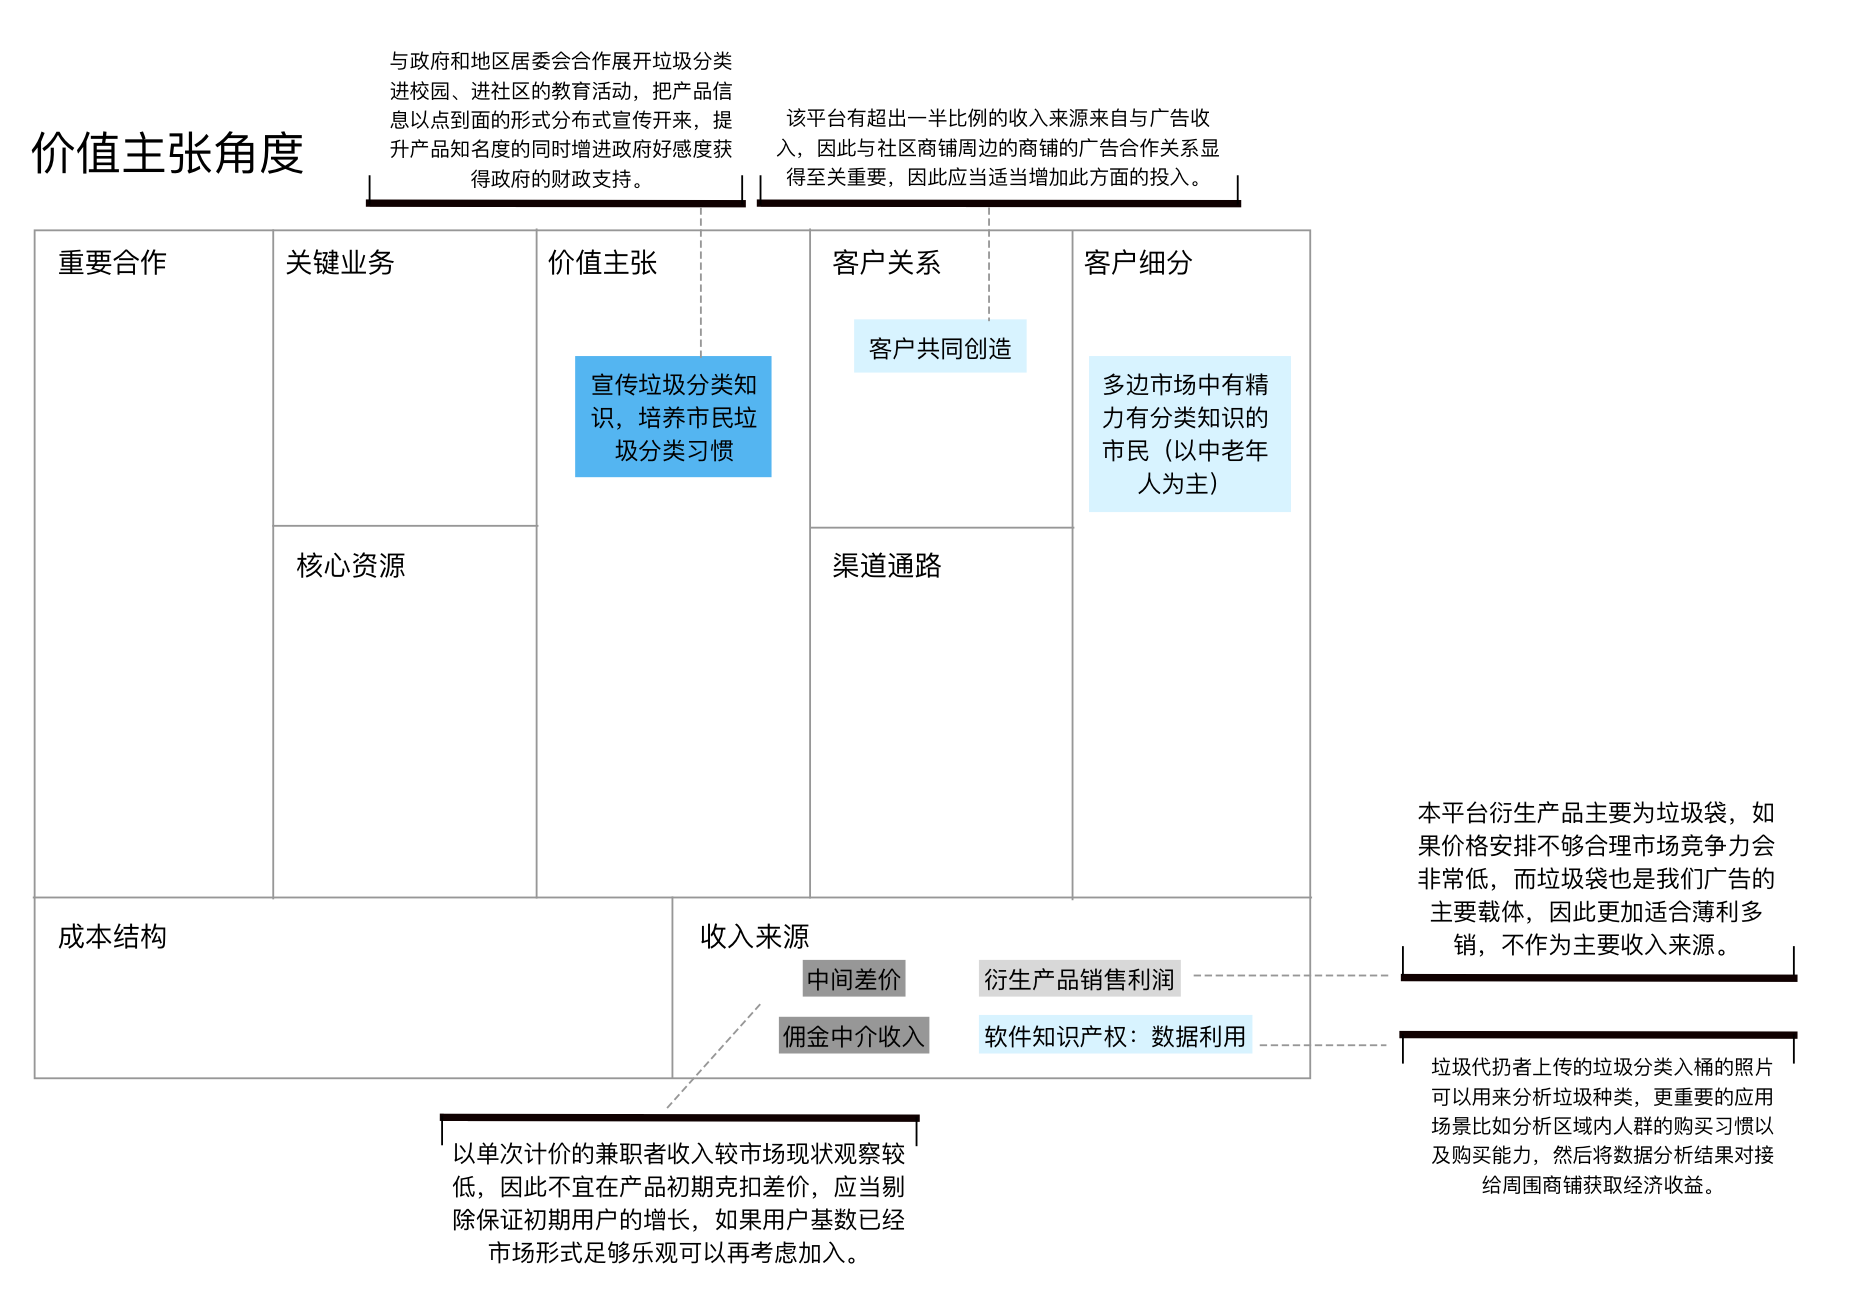 价值主张角度
与政府和地区居委会合作展开垃圾分类
进校园、进社区的教育活动，把产品信
息以点到面的形式分布式宣传开来，提
升产品知名度的同时增进政府好感度获
得政府的财政支持。
该平台有超出一半比例的收入来源来自与广告收
入，因此与社区商铺周边的商铺的广告合作关系显
得至关重要，因此应当适当增加此方面的投入。
重要合作
关键业务
价值主张
客户关系
客户细分
客户共同创造
宣传垃圾分类知
识，培养市民垃
圾分类习惯
多边市场中有精
力有分类知识的
市民（以中老年
人为主）
核心资源
渠道通路
成本结构
收入来源
中间差价
衍生产品销售利润
佣金中介收入
软件知识产权：数据利用
本平台衍生产品主要为垃圾袋，如
果价格安排不够合理市场竞争力会
非常低，而垃圾袋也是我们广告的
主要载体，因此更加适合薄利多
销，不作为主要收入来源。
垃圾代扔者上传的垃圾分类入桶的照片
可以用来分析垃圾种类，更重要的应用
场景比如分析区域内人群的购买习惯以
及购买能力，然后将数据分析结果对接
给周围商铺获取经济收益。
以单次计价的兼职者收入较市场现状观察较
低，因此不宜在产品初期克扣差价，应当剔
除保证初期用户的增长，如果用户基数已经
市场形式足够乐观可以再考虑加入。